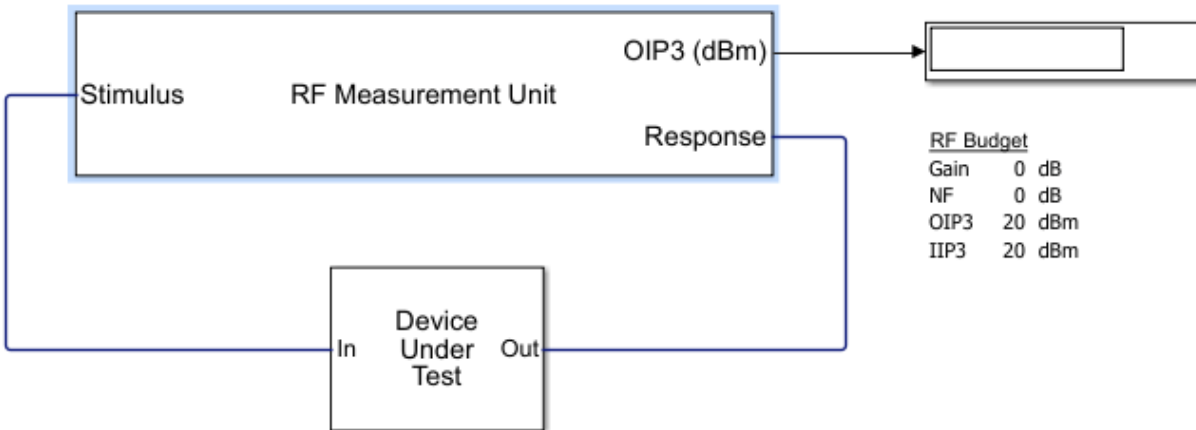 OIP3 (dBm)
Stimulus
RF Measurement Unit
Response
RF Budget
Gain 0 dB
NF 0 dB
OIP3 20 dBm
IIP3 20 dBm
In
Device
Under
Test
Out